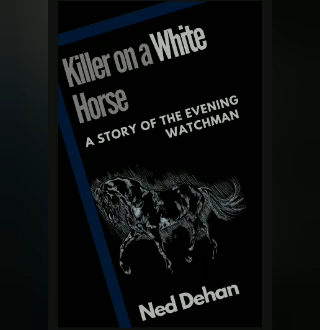 Killer on a White
Horse
A STORY OF THE EVENING
WATCHMAN
Ned Dehan